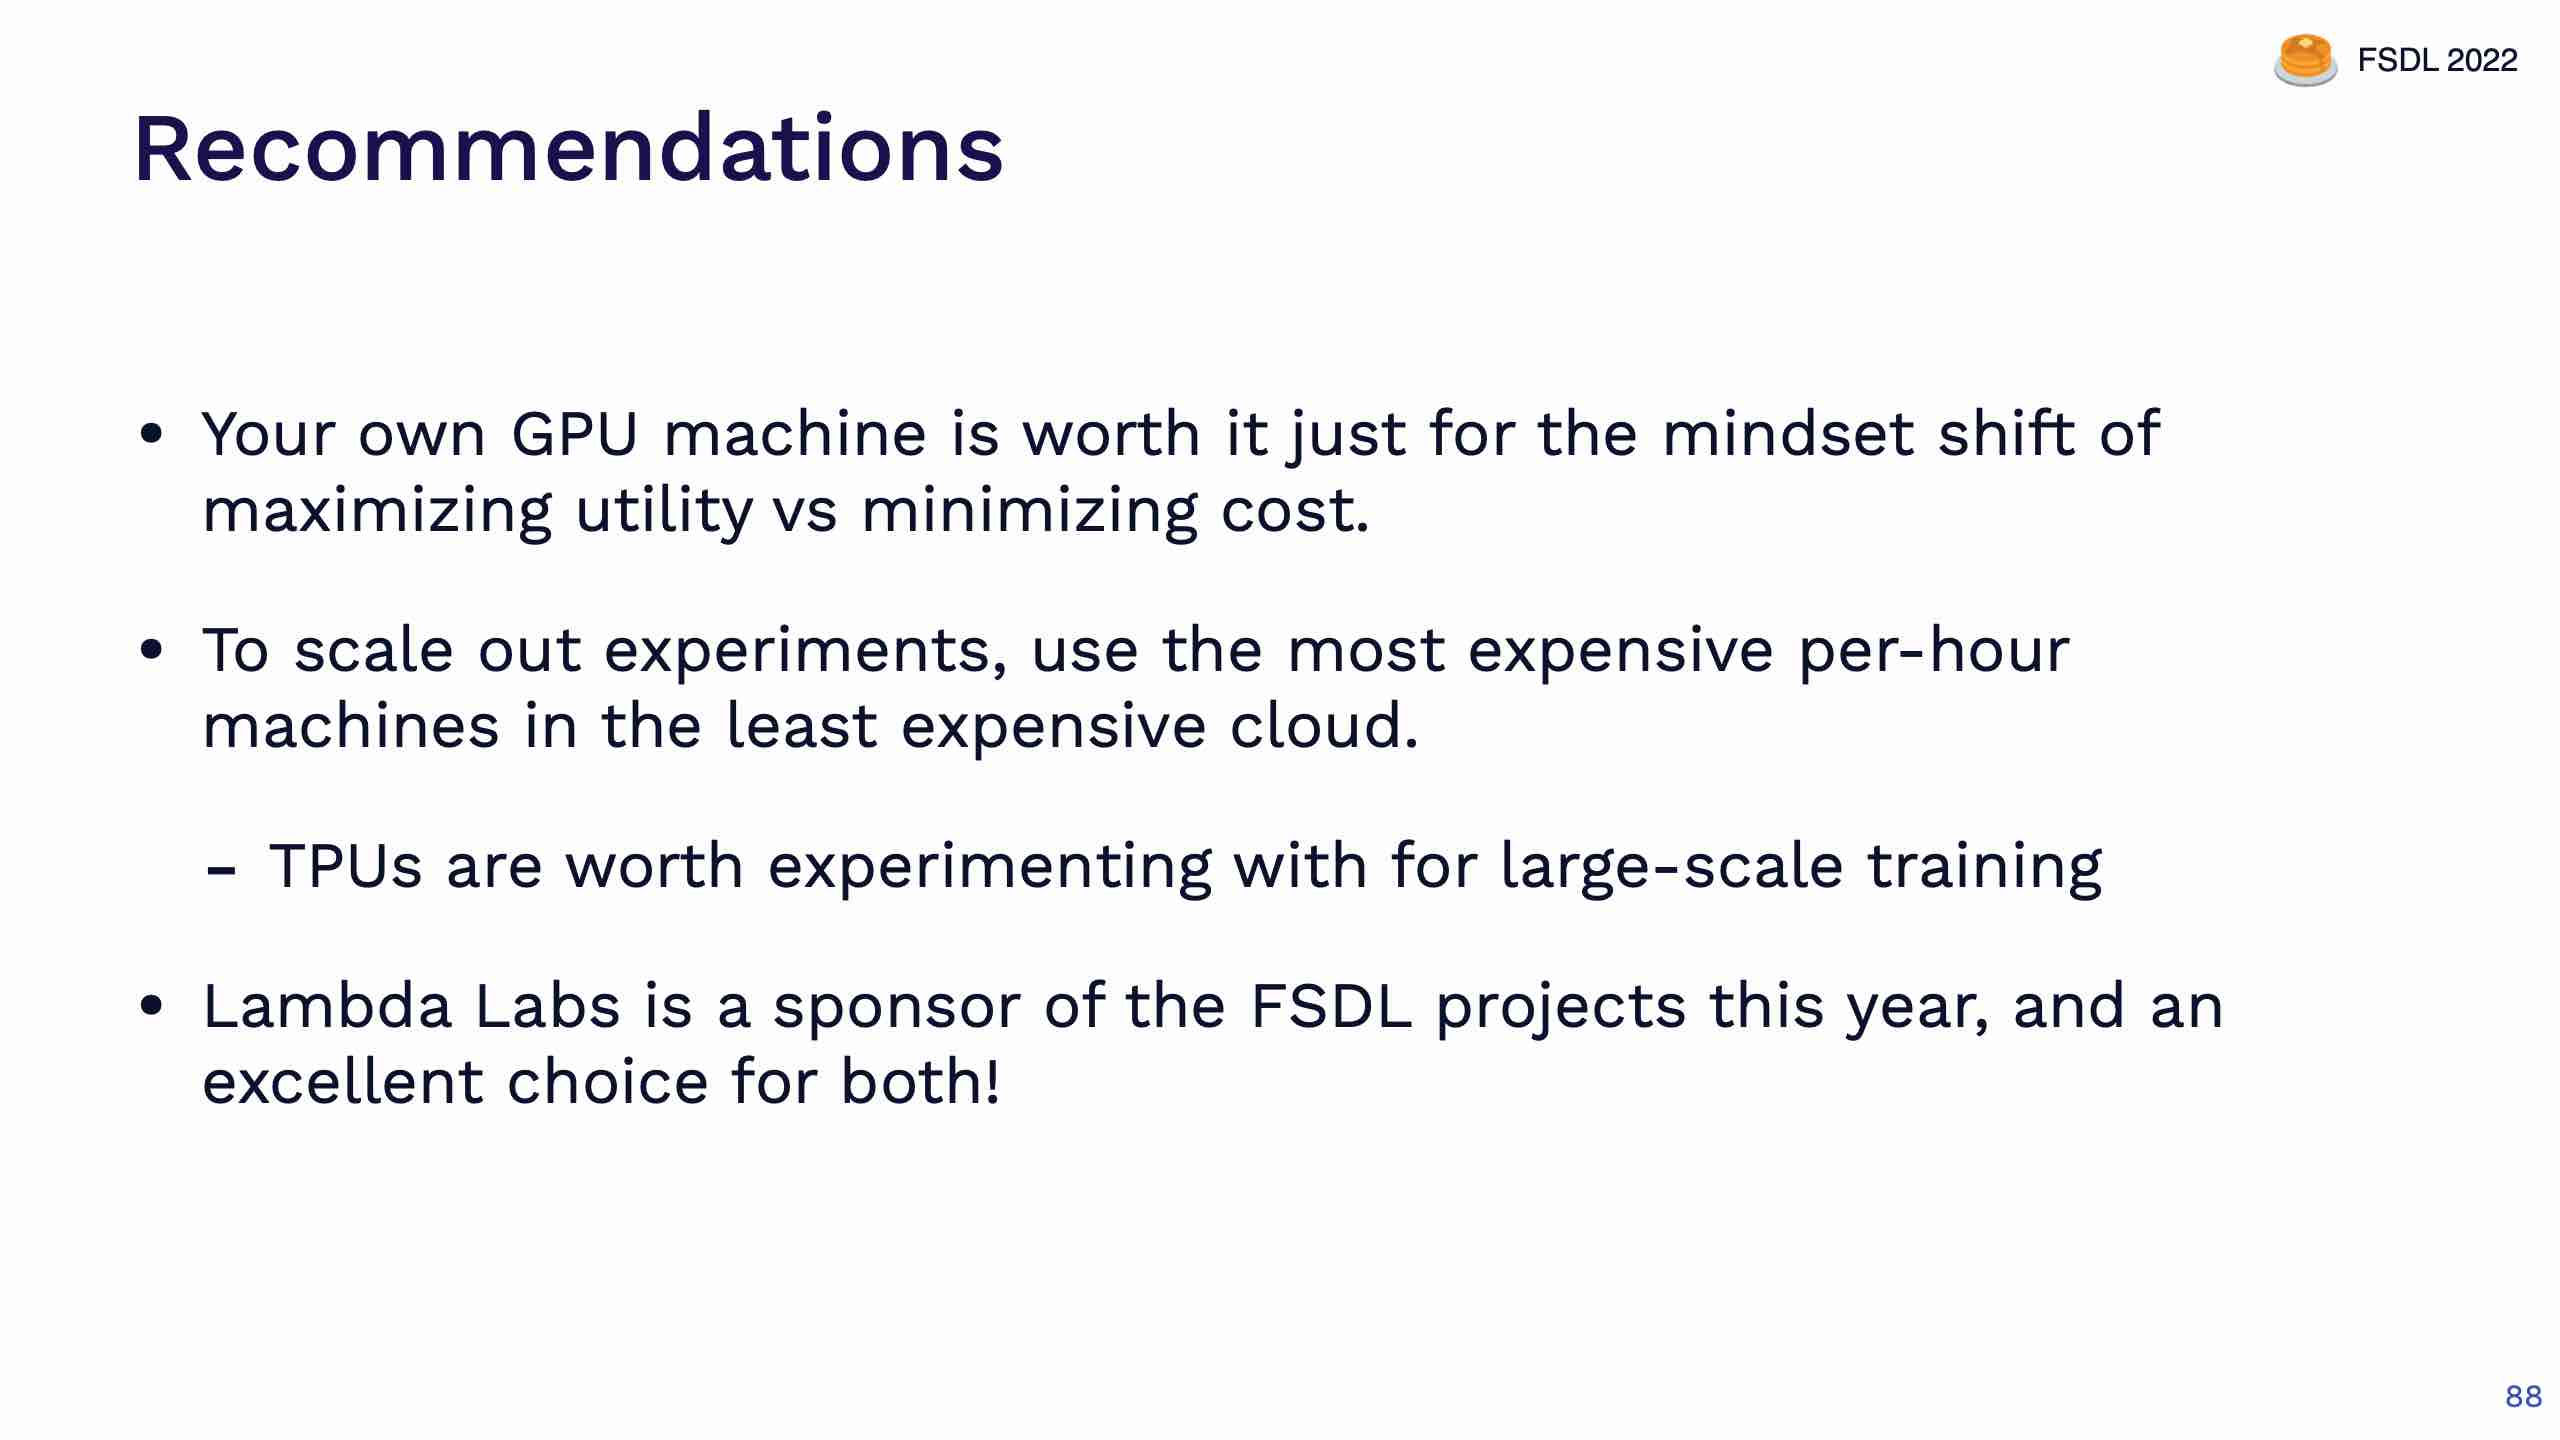 FSDL 2022
Recommendations
• Your own GPU machine is worth it just for the mindset shift of
maximizing utility vs minimizing cost.
• To scale out experiments, use the most expensive per-hour
machines in the least expensive cloud.
- TPUs are worth experimenting with for large-scale training
• Lambda Labs is a sponsor of the FSDL projects this year, and an
excellent choice for both!
88